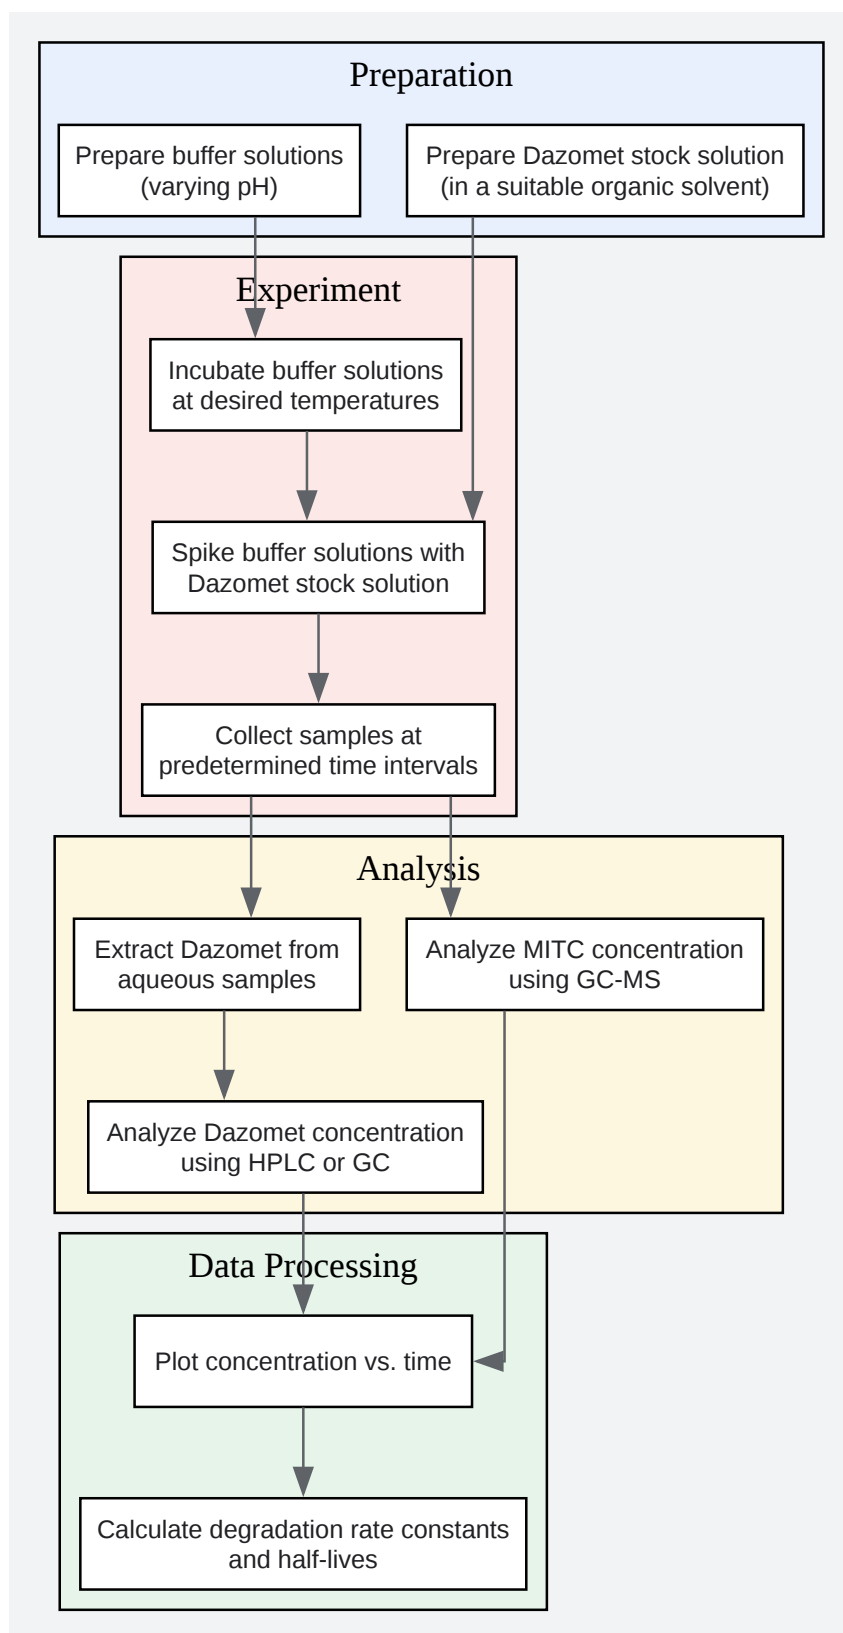 Preparation
Prepare buffer solutions
(varying pH)
Prepare Dazomet stock solution
(in a suitable organic solvent)
Experiment
Incubate buffer solutions
at desired temperatures
Spike buffer solutions with
Dazomet stock solution
Collect samples at
predetermined time intervals
Analysis
Extract Dazomet from
aqueous samples
Analyze MITC concentration
using GC-MS
Analyze Dazomet concentration
using HPLC or GC
Data Processing
Plot concentration vs. time
Calculate degradation rate constants
and half-lives